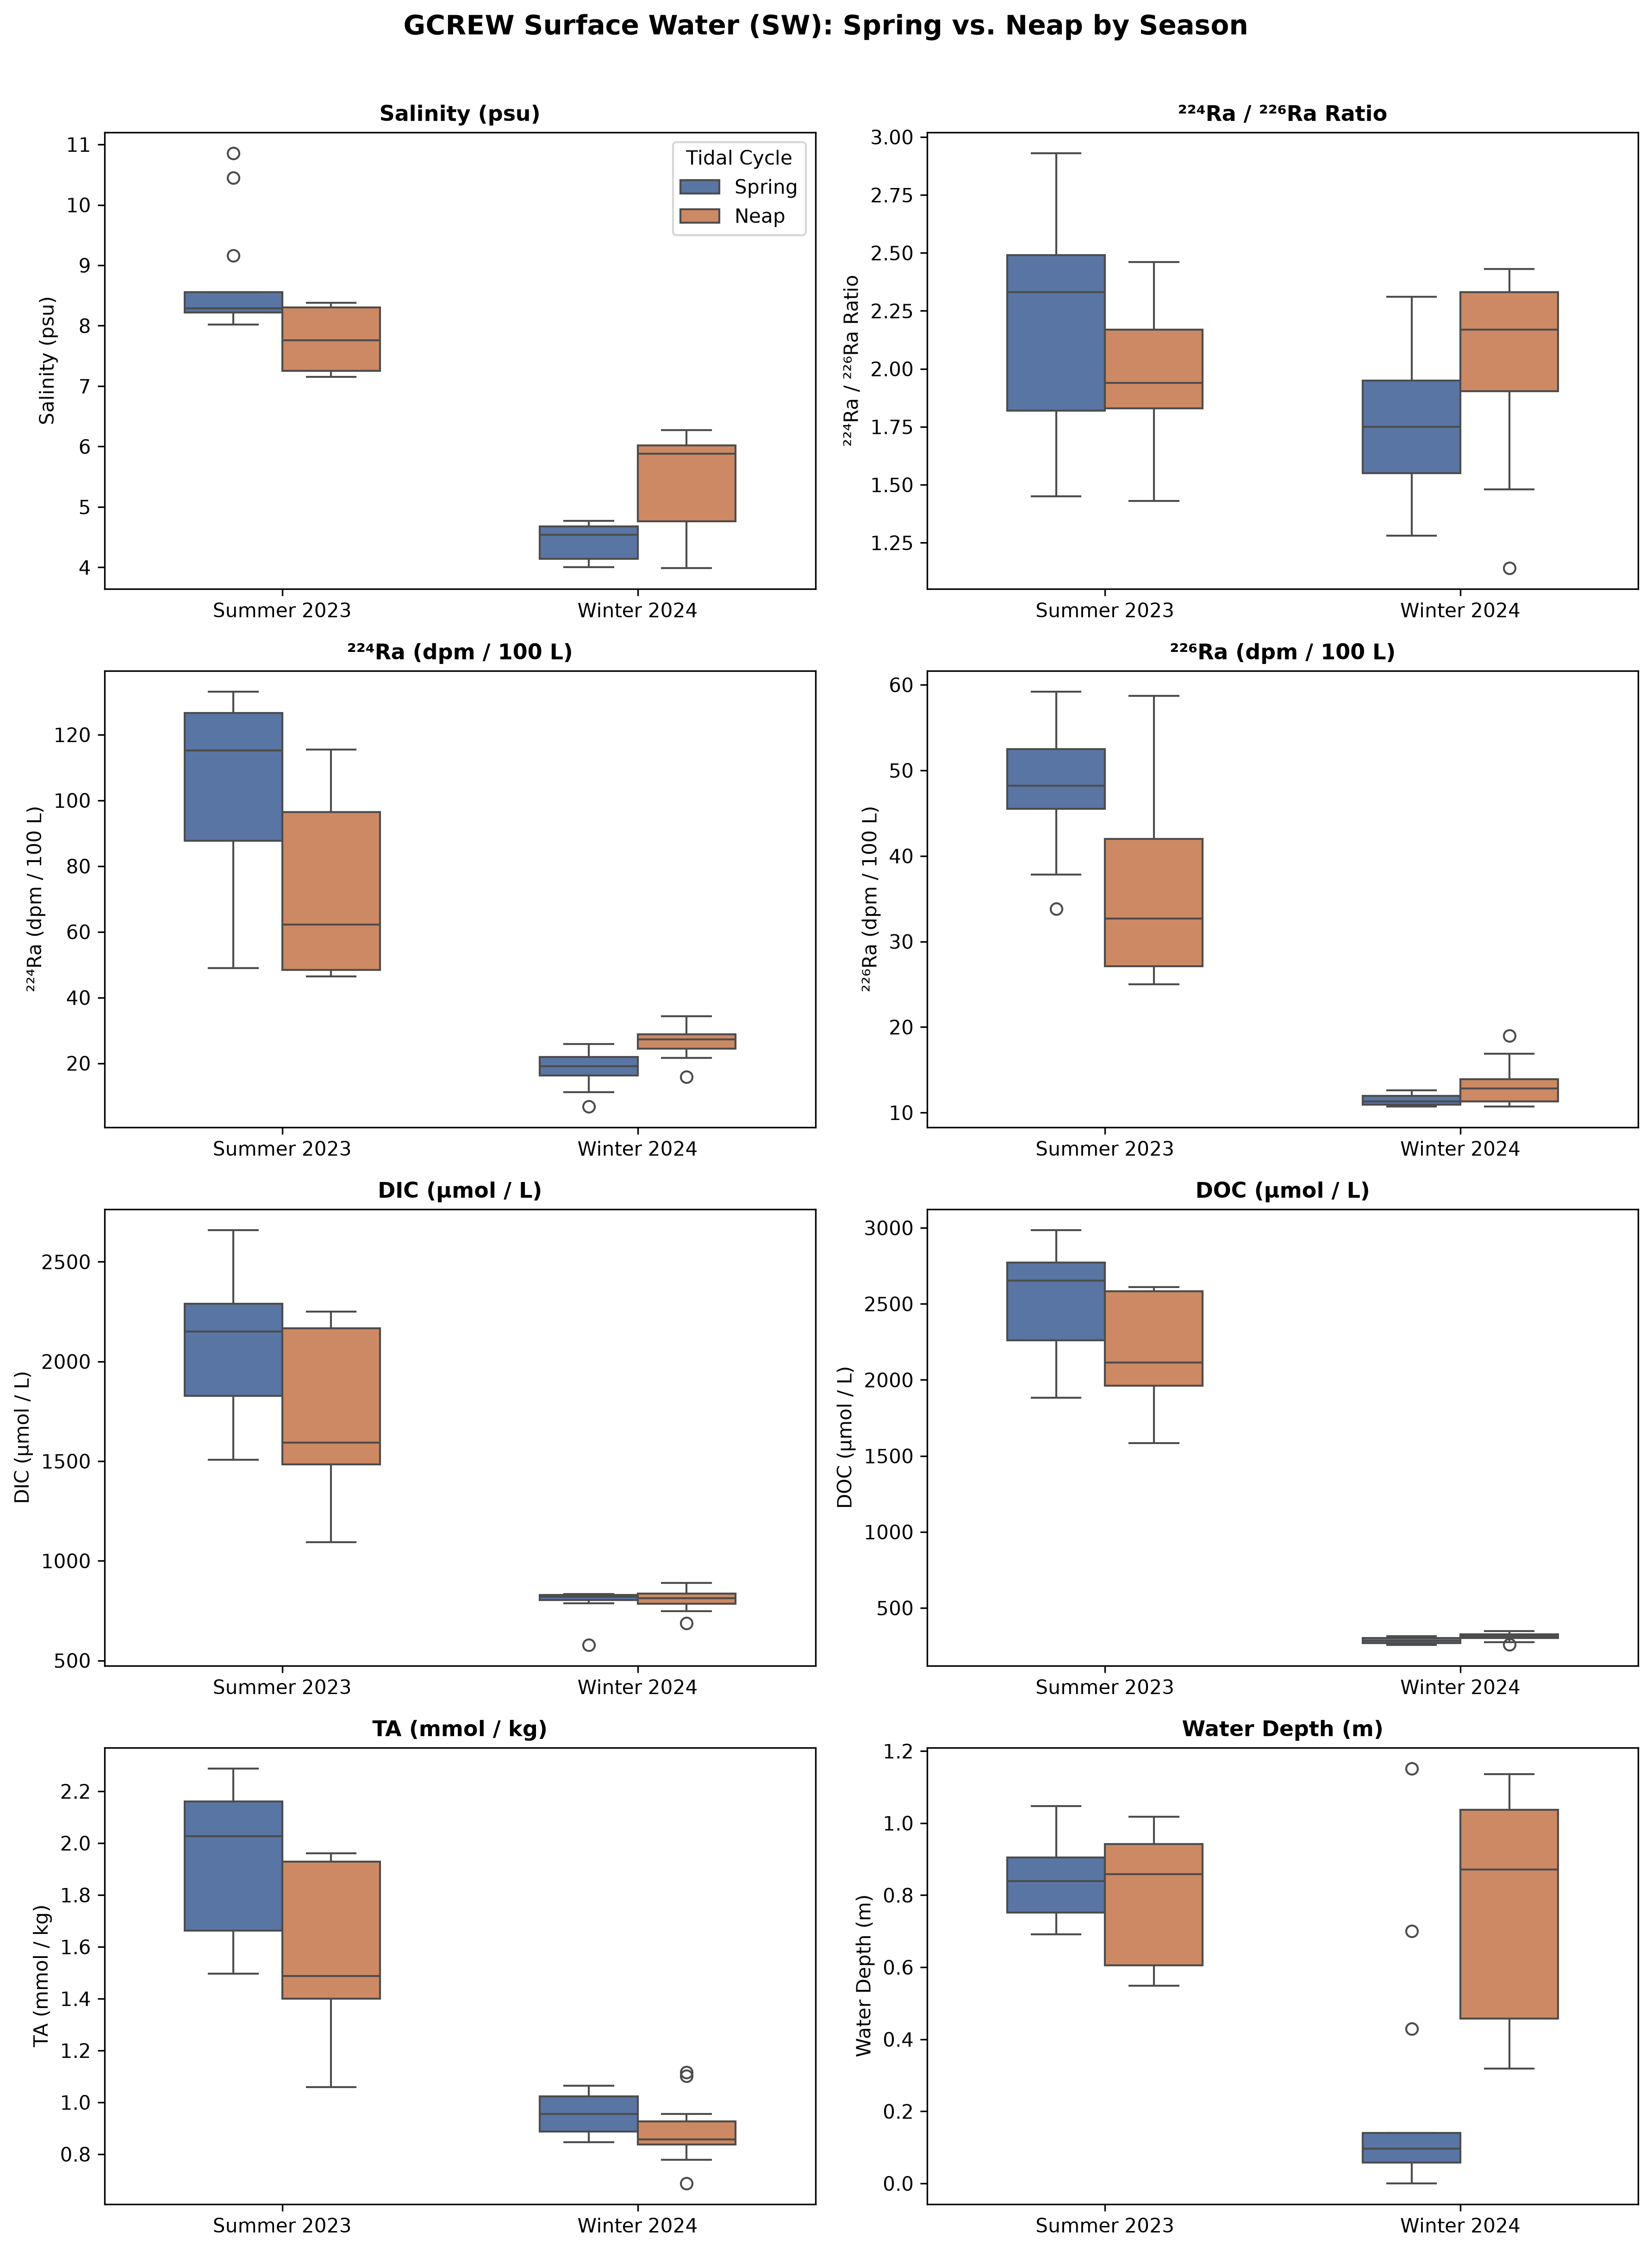 GCREW Surface Water (SW): Spring vs. Neap by Season
Salinity (psu)
Salinity (psu)
11
10
9
8
7
6
5
4
Tidal Cycle
Spring
Neap
Summer 2023
Winter 2024
²²⁴Ra / ²²⁶Ra Ratio
²²⁴Ra / ²²⁶Ra Ratio
3.00
2.75
2.50
2.25
2.00
1.75
1.50
1.25
Summer 2023
Winter 2024
²²⁴Ra (dpm / 100 L)
²²⁴Ra (dpm / 100 L)
120
100
80
60
40
20
Summer 2023
Winter 2024
²²⁶Ra (dpm / 100 L)
²²⁶Ra (dpm / 100 L)
60
50
40
30
20
10
Summer 2023
Winter 2024
DIC (μmol / L)
DIC (μmol / L)
2500
2000
1500
1000
500
Summer 2023
Winter 2024
DOC (μmol / L)
DOC (μmol / L)
3000
2500
2000
1500
1000
500
Summer 2023
Winter 2024
TA (mmol / kg)
TA (mmol / kg)
2.2
2.0
1.8
1.6
1.4
1.2
1.0
0.8
Summer 2023
Winter 2024
Water Depth (m)
Water Depth (m)
1.2
1.0
0.8
0.6
0.4
0.2
0.0
Summer 2023
Winter 2024